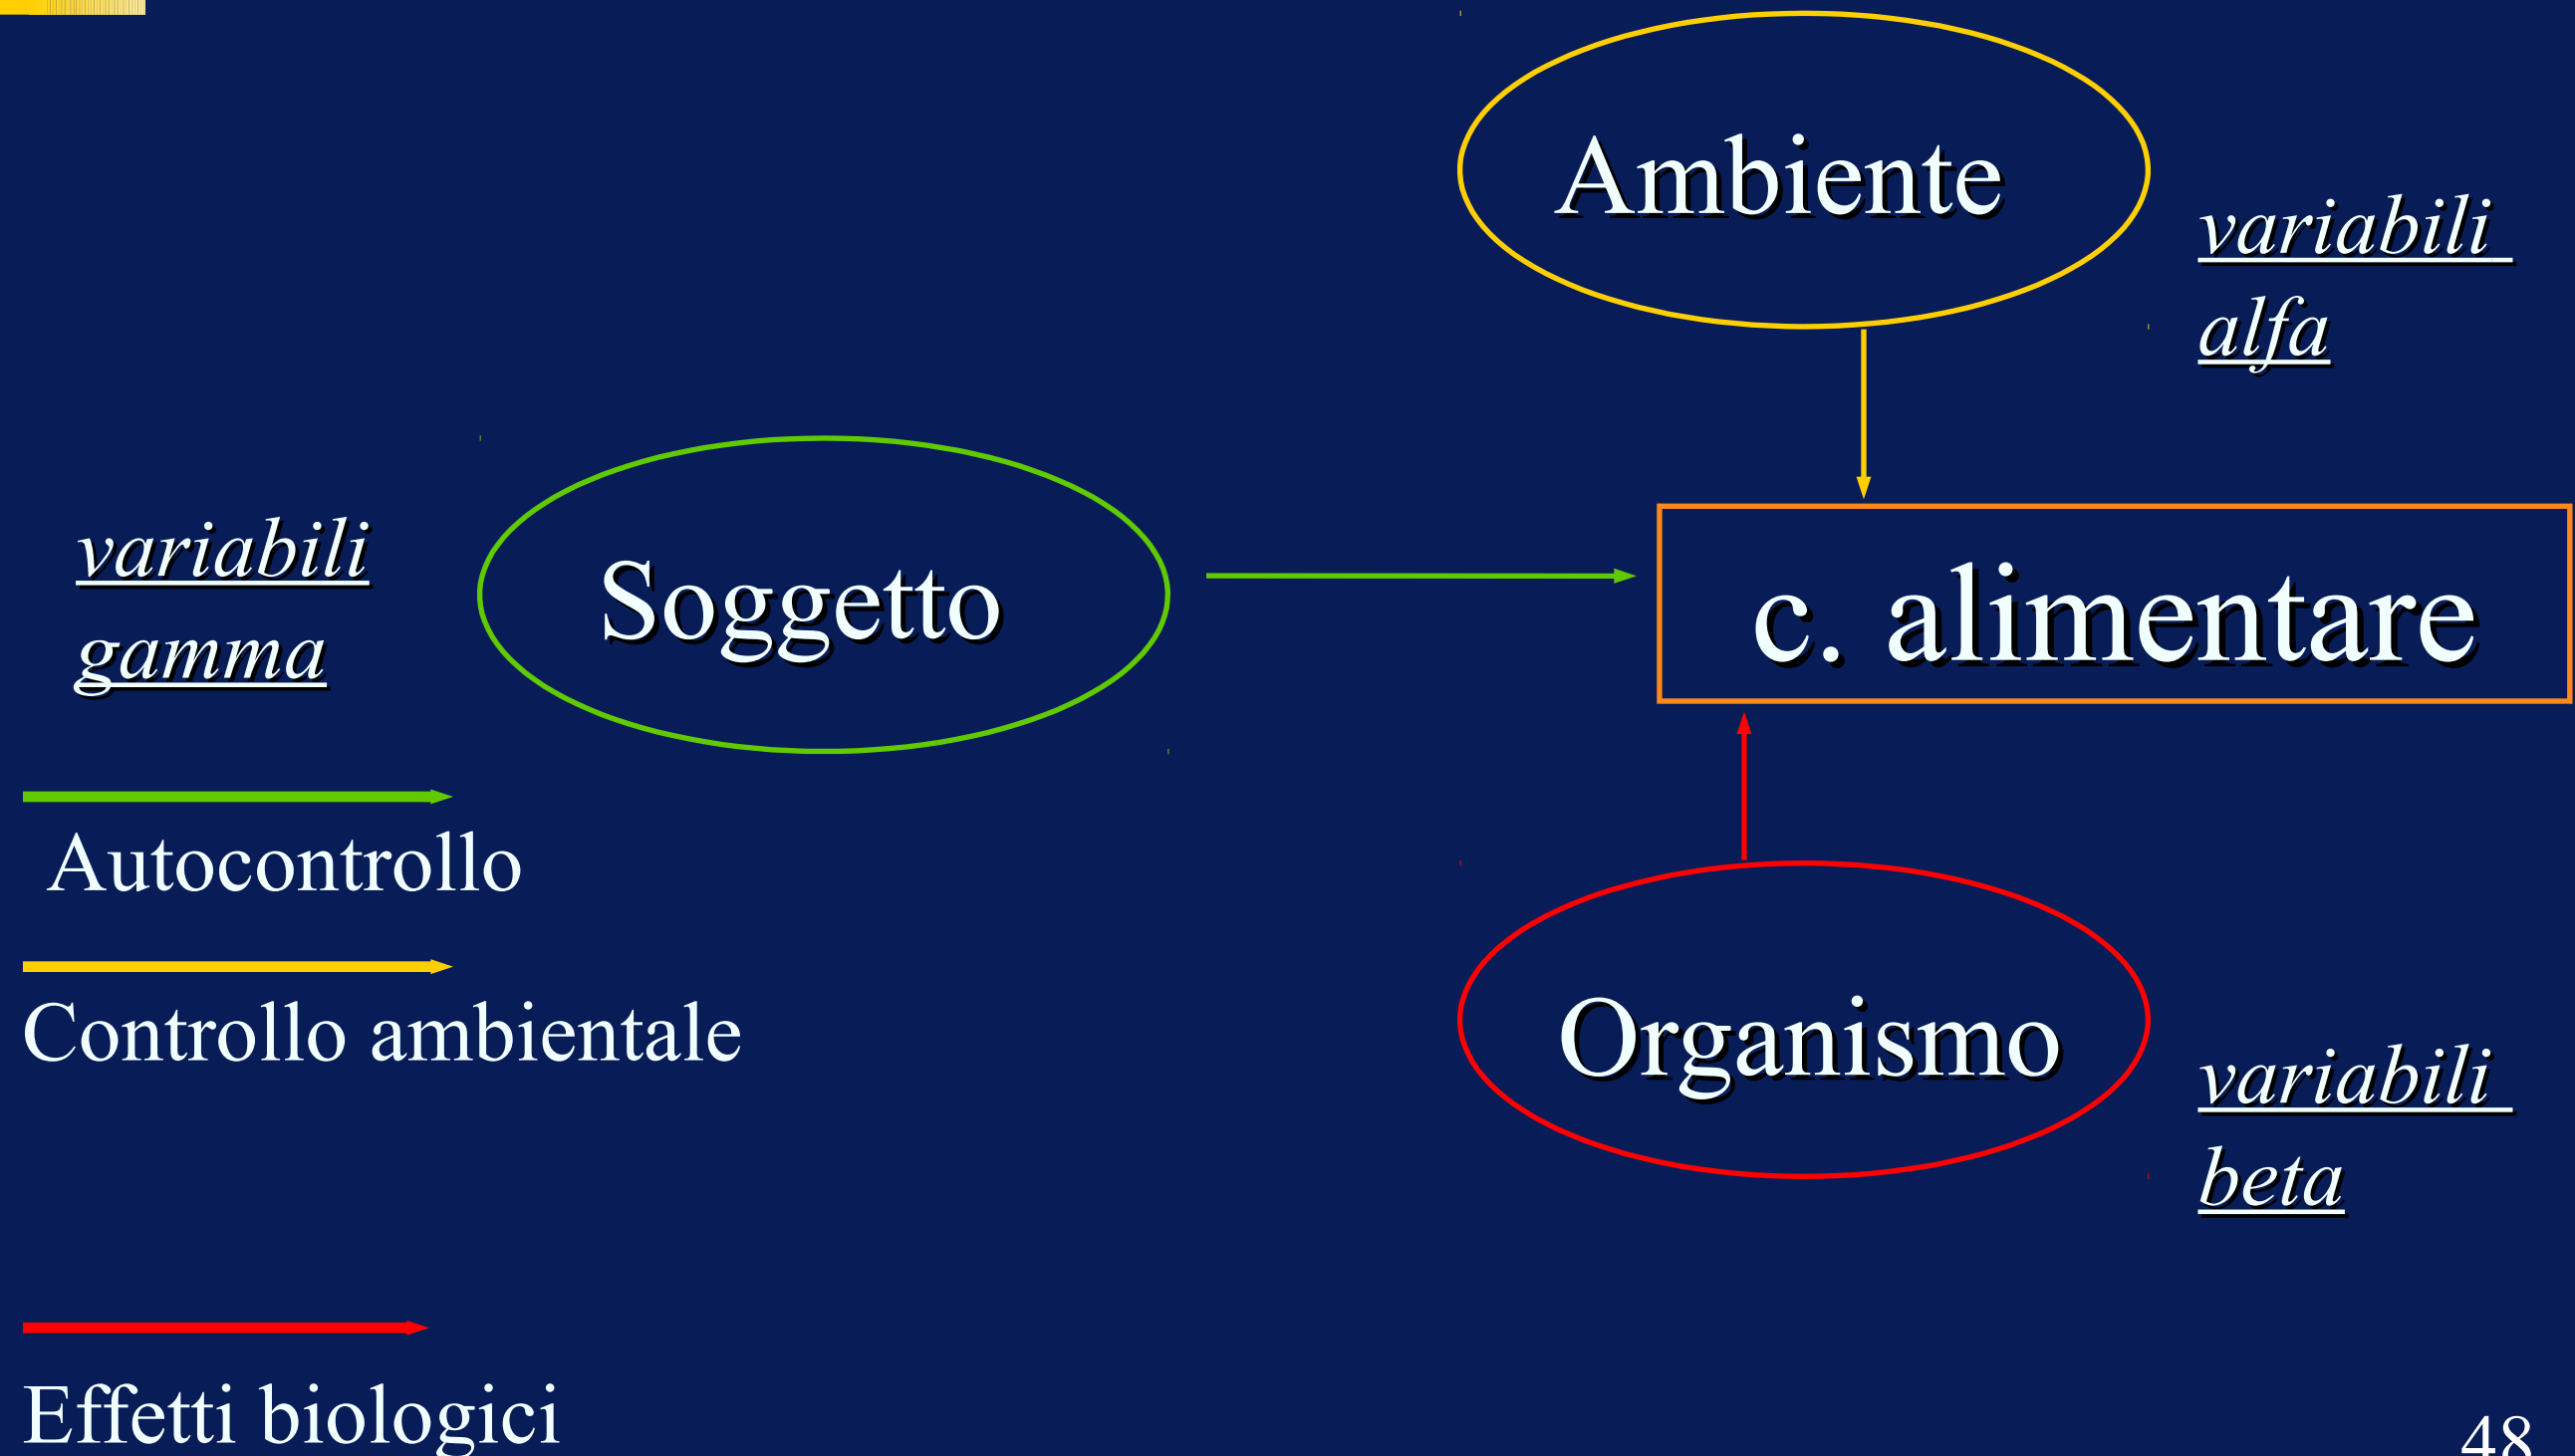 Ambiente
variabili
alfa
variabili
gamma
Soggetto
c. alimentare
Autocontrollo
Controllo ambientale
Organismo
variabili
beta
Effetti biologici
48